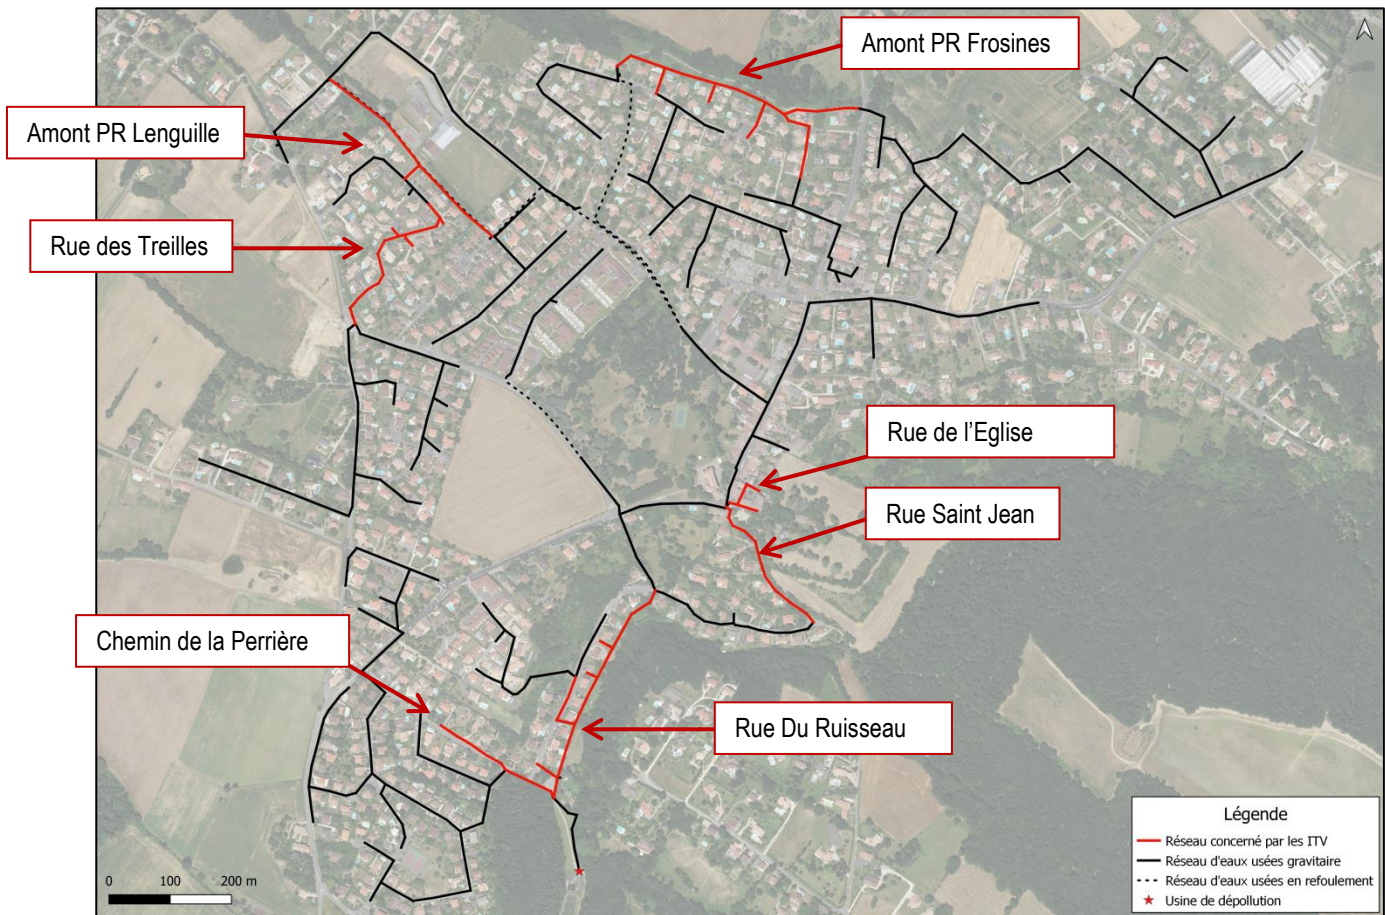 Amont PR Frosines
Amont PR Lenguille
Rue des Treilles
Rue de l'Eglise
Rue Saint Jean
Chemin de la Perrière
Rue Du Ruisseau
Légende
Réseau concerné par les ITV
Réseau d'eaux usées gravitaire
Réseau d'eaux usées en refoulement
Usine de dépollution
0 100 200 m